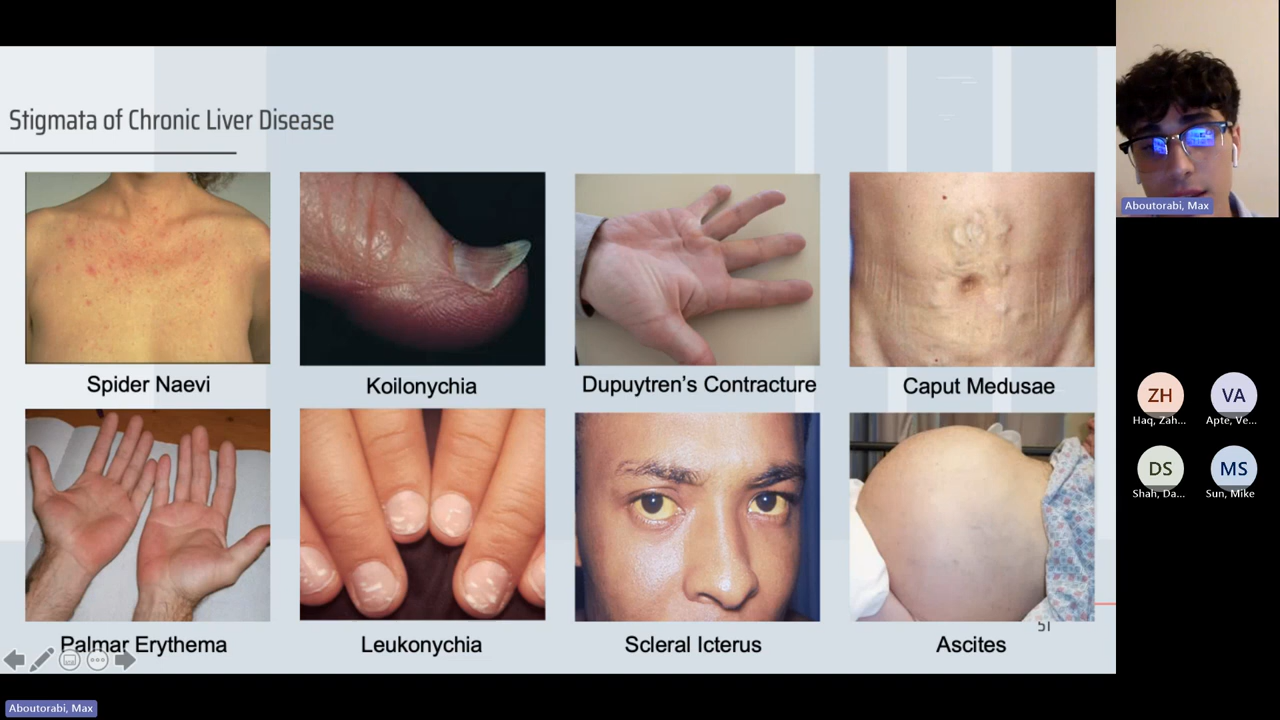 Stigmata of Chronic Liver Disease
Spider Naevi
Koilonychia
Dupuytren's Contracture
Caput Medusae
Palmar Erythema
Leukonychia
Scleral Icterus
Ascites
51
Aboutorabi, Max
ZH
VA
Haq, Zah...
Apte, Ve...
DS
MS
Shah, Da...
Sun, Mike
Aboutorabi, Max